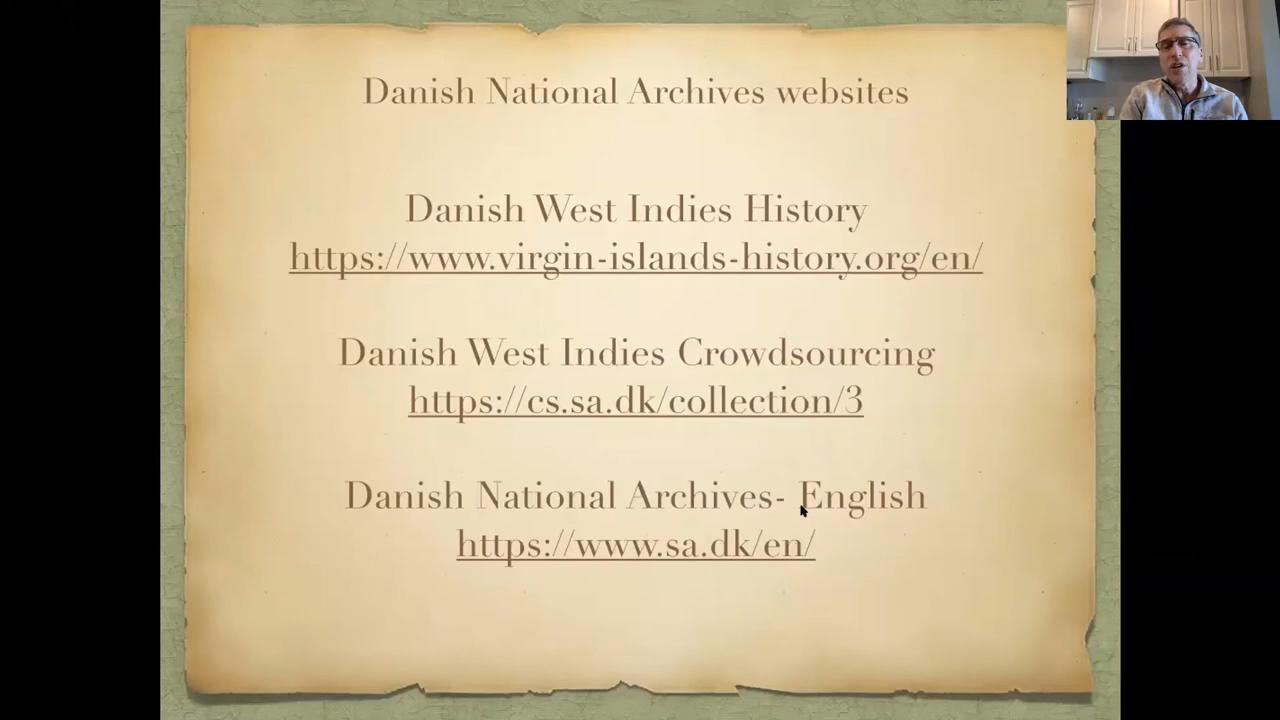 Danish National Archives websites
Danish West Indies History
https://www.virgin-islands-history.org/en/
Danish West Indies Crowdsourcing
https://cs.sa.dk/collection/3
Danish National Archives- English
https://www.sa.dk/en/